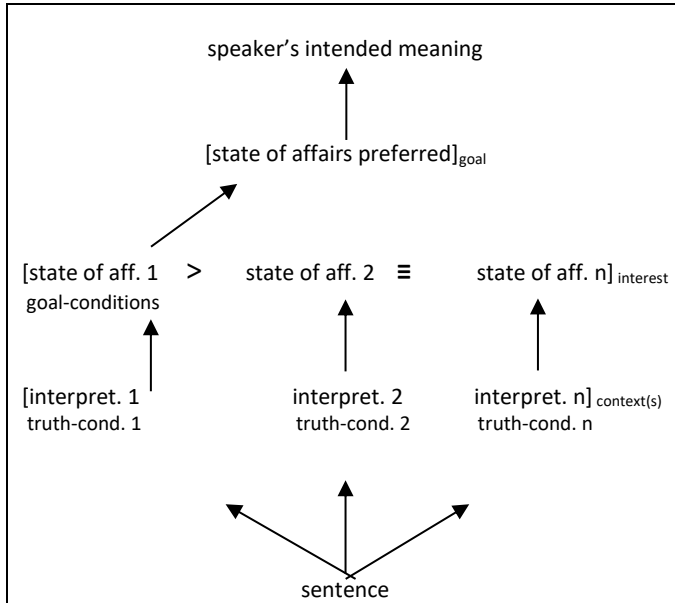 speaker’s intended meaning
[state of affairs preferred]goal
[state of aff. 1 > state of aff. 2 ≡ state of aff. n] interest
goal-conditions
[interpret. 1 interpret. 2 interpret. n] context(s)
truth-cond. 1 truth-cond. 2 truth-cond. n
sentence